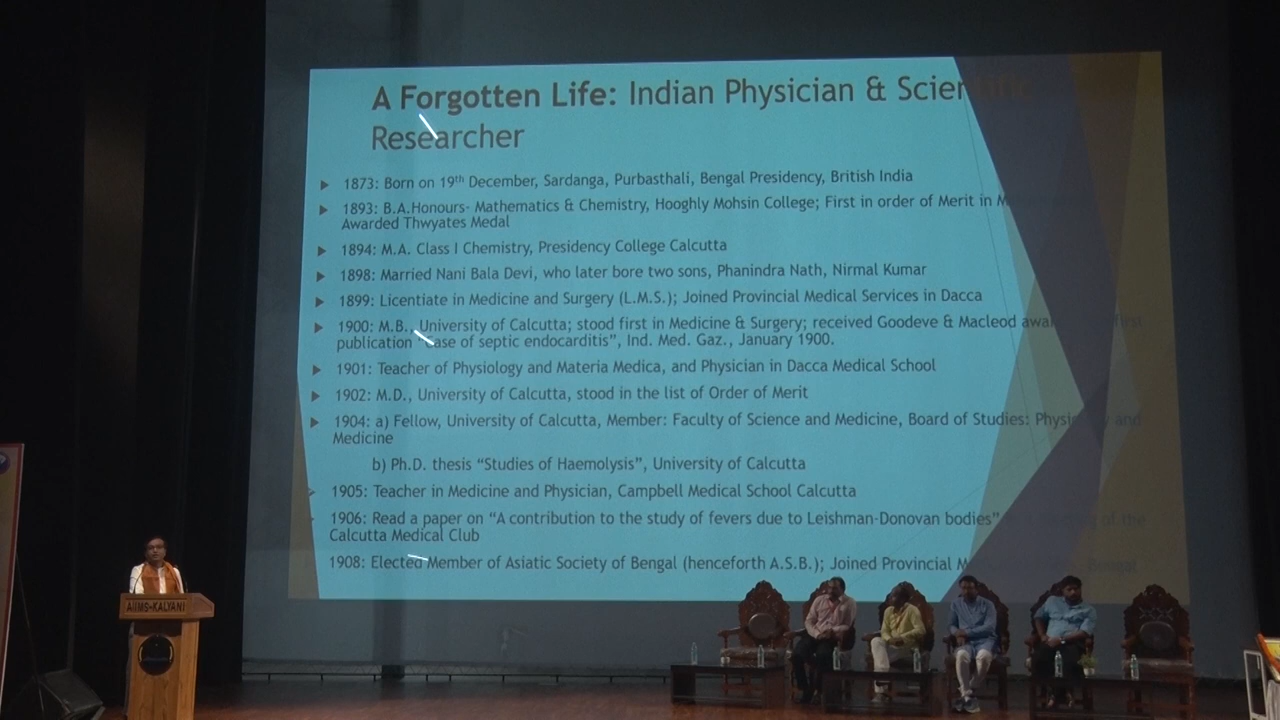 A Forgotten Life: Indian Physician & Scientific
Researcher
1873: Born on 19th December, Sardanga, Purbasthali, Bengal Presidency, British India
1893: B.A.Honours- Mathematics & Chemistry, Hooghly Mohsin College; First in order of Merit in
Awarded Thwyates Medal
1894: M.A. Class I Chemistry, Presidency College Calcutta
1898: Married Nani Bala Devi, who later bore two sons, Phanindra Nath, Nirmal Kumar
1899: Licentiate in Medicine and Surgery (L.M.S.); Joined Provincial Medical Services in Dacca
1900: M.B., University of Calcutta; stood first in Medicine & Surgery; received Goodeve & Macleod first
publication "Case of septic endocarditis", Ind. Med. Gaz., January 1900.
1901: Teacher of Physiology and Materia Medica, and Physician in Dacca Medical School
1902: M.D., University of Calcutta, stood in the list of Order of Merit
1904: a) Fellow, University of Calcutta, Member: Faculty of Science and Medicine, Board of Studies: and
Medicine
b) Ph.D. thesis "Studies of Haemolysis", University of Calcutta
1905: Teacher in Medicine and Physician, Campbell Medical School Calcutta
1906: Read a paper on "A contribution to the study of fevers due to Leishman-Donovan bodies" of the
Calcutta Medical Club
1908: Elected Member of Asiatic Society of Bengal (henceforth A.S.B.); Joined Provincial
AIIMS-KALYANI